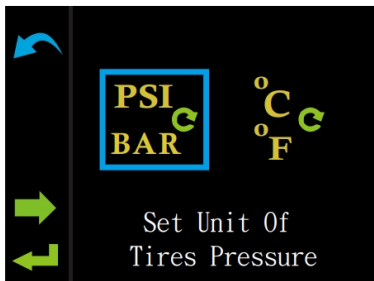 PSI
BAR
°C
°F
Set Unit Of
Tires Pressure